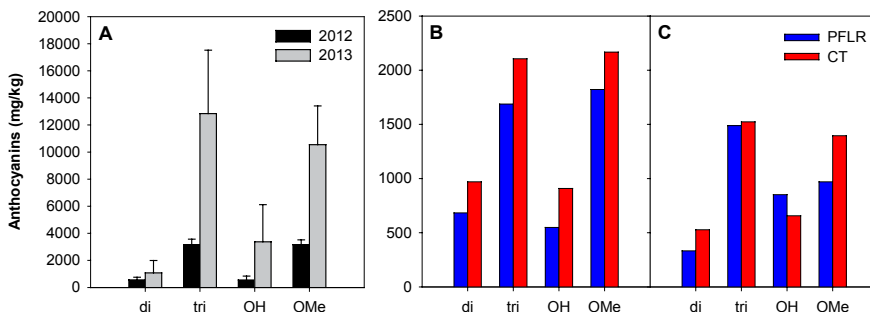 Anthocyanins (mg/kg)
20000
18000
16000
14000
12000
10000
8000
6000
4000
2000
0
A
2012
2013
di tri OH OMe
2500
2000
1500
1000
500
0
B
di tri OH OMe
C
PFLR
CT
di tri OH OMe